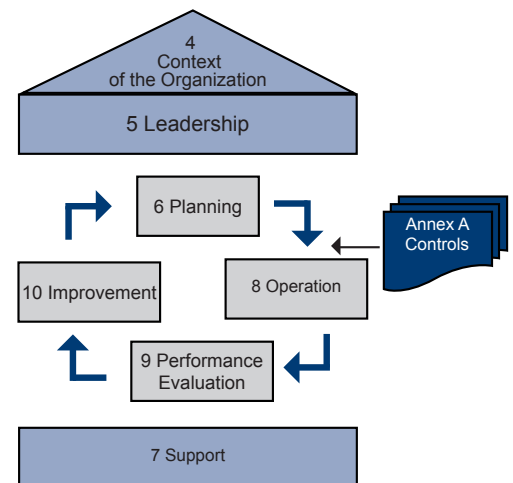 4
Context
of the Organization
5 Leadership
6 Planning
Annex A
Controls
8 Operation
10 Improvement
9 Performance
Evaluation
7 Support